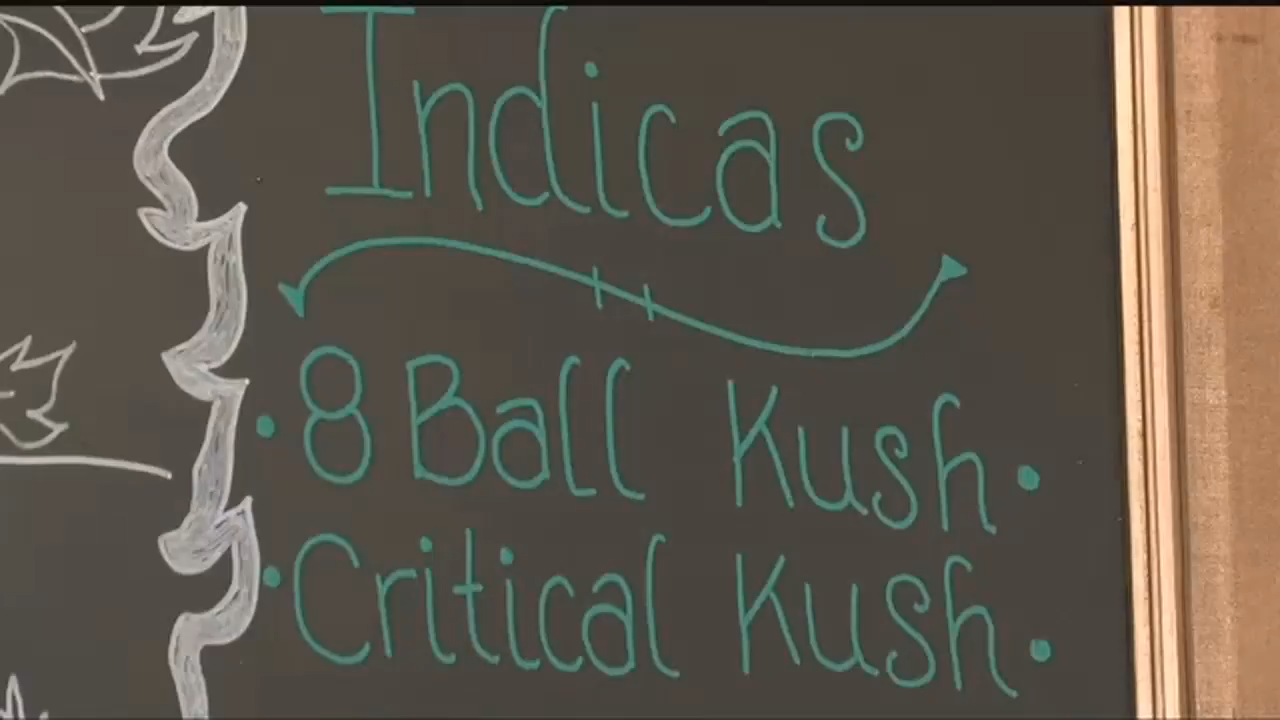 Indicas
• 8 Ball Kush •
• Critical Kush •